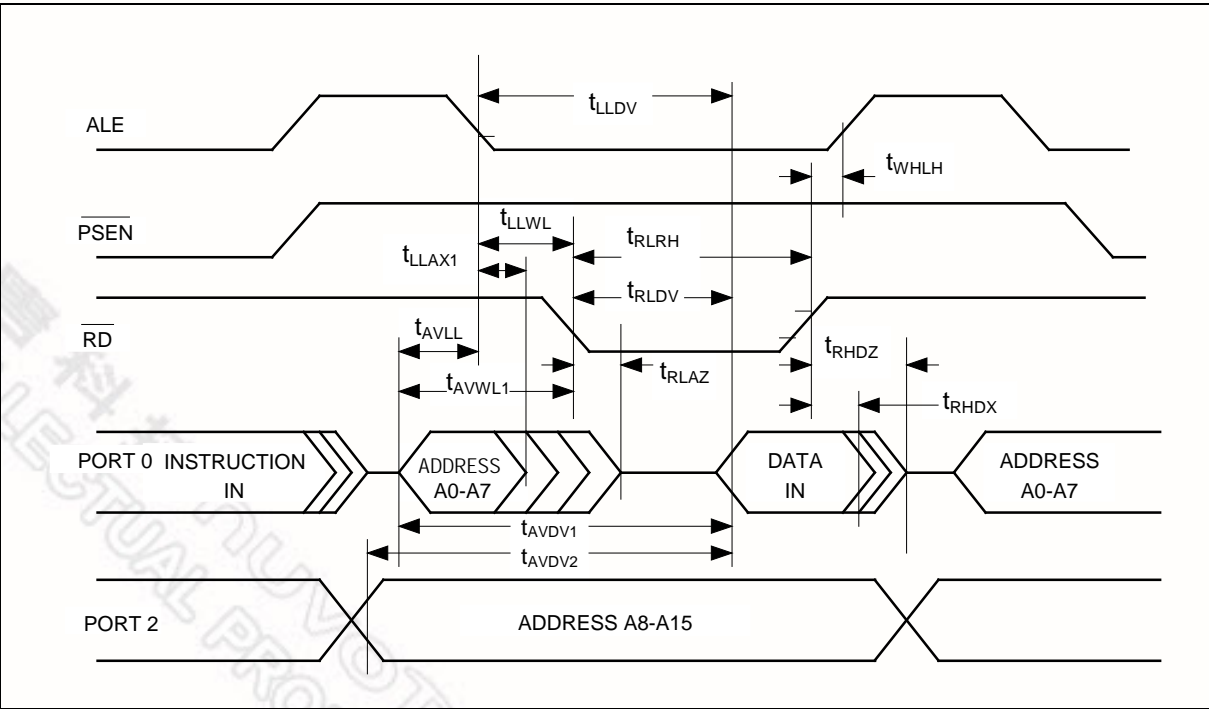 ALE
tLLDV
tWHLH
PSEN
tLLWL
tLLAX1
tRLRH
tRLDV
RD
tAVLL
tAVWL1
tRLAZ
tRHDZ
tRHDX
PORT 0 INSTRUCTION IN
ADDRESS
A0-A7
DATA
IN
ADDRESS
A0-A7
tAVDV1
tAVDV2
PORT 2
ADDRESS A8-A15